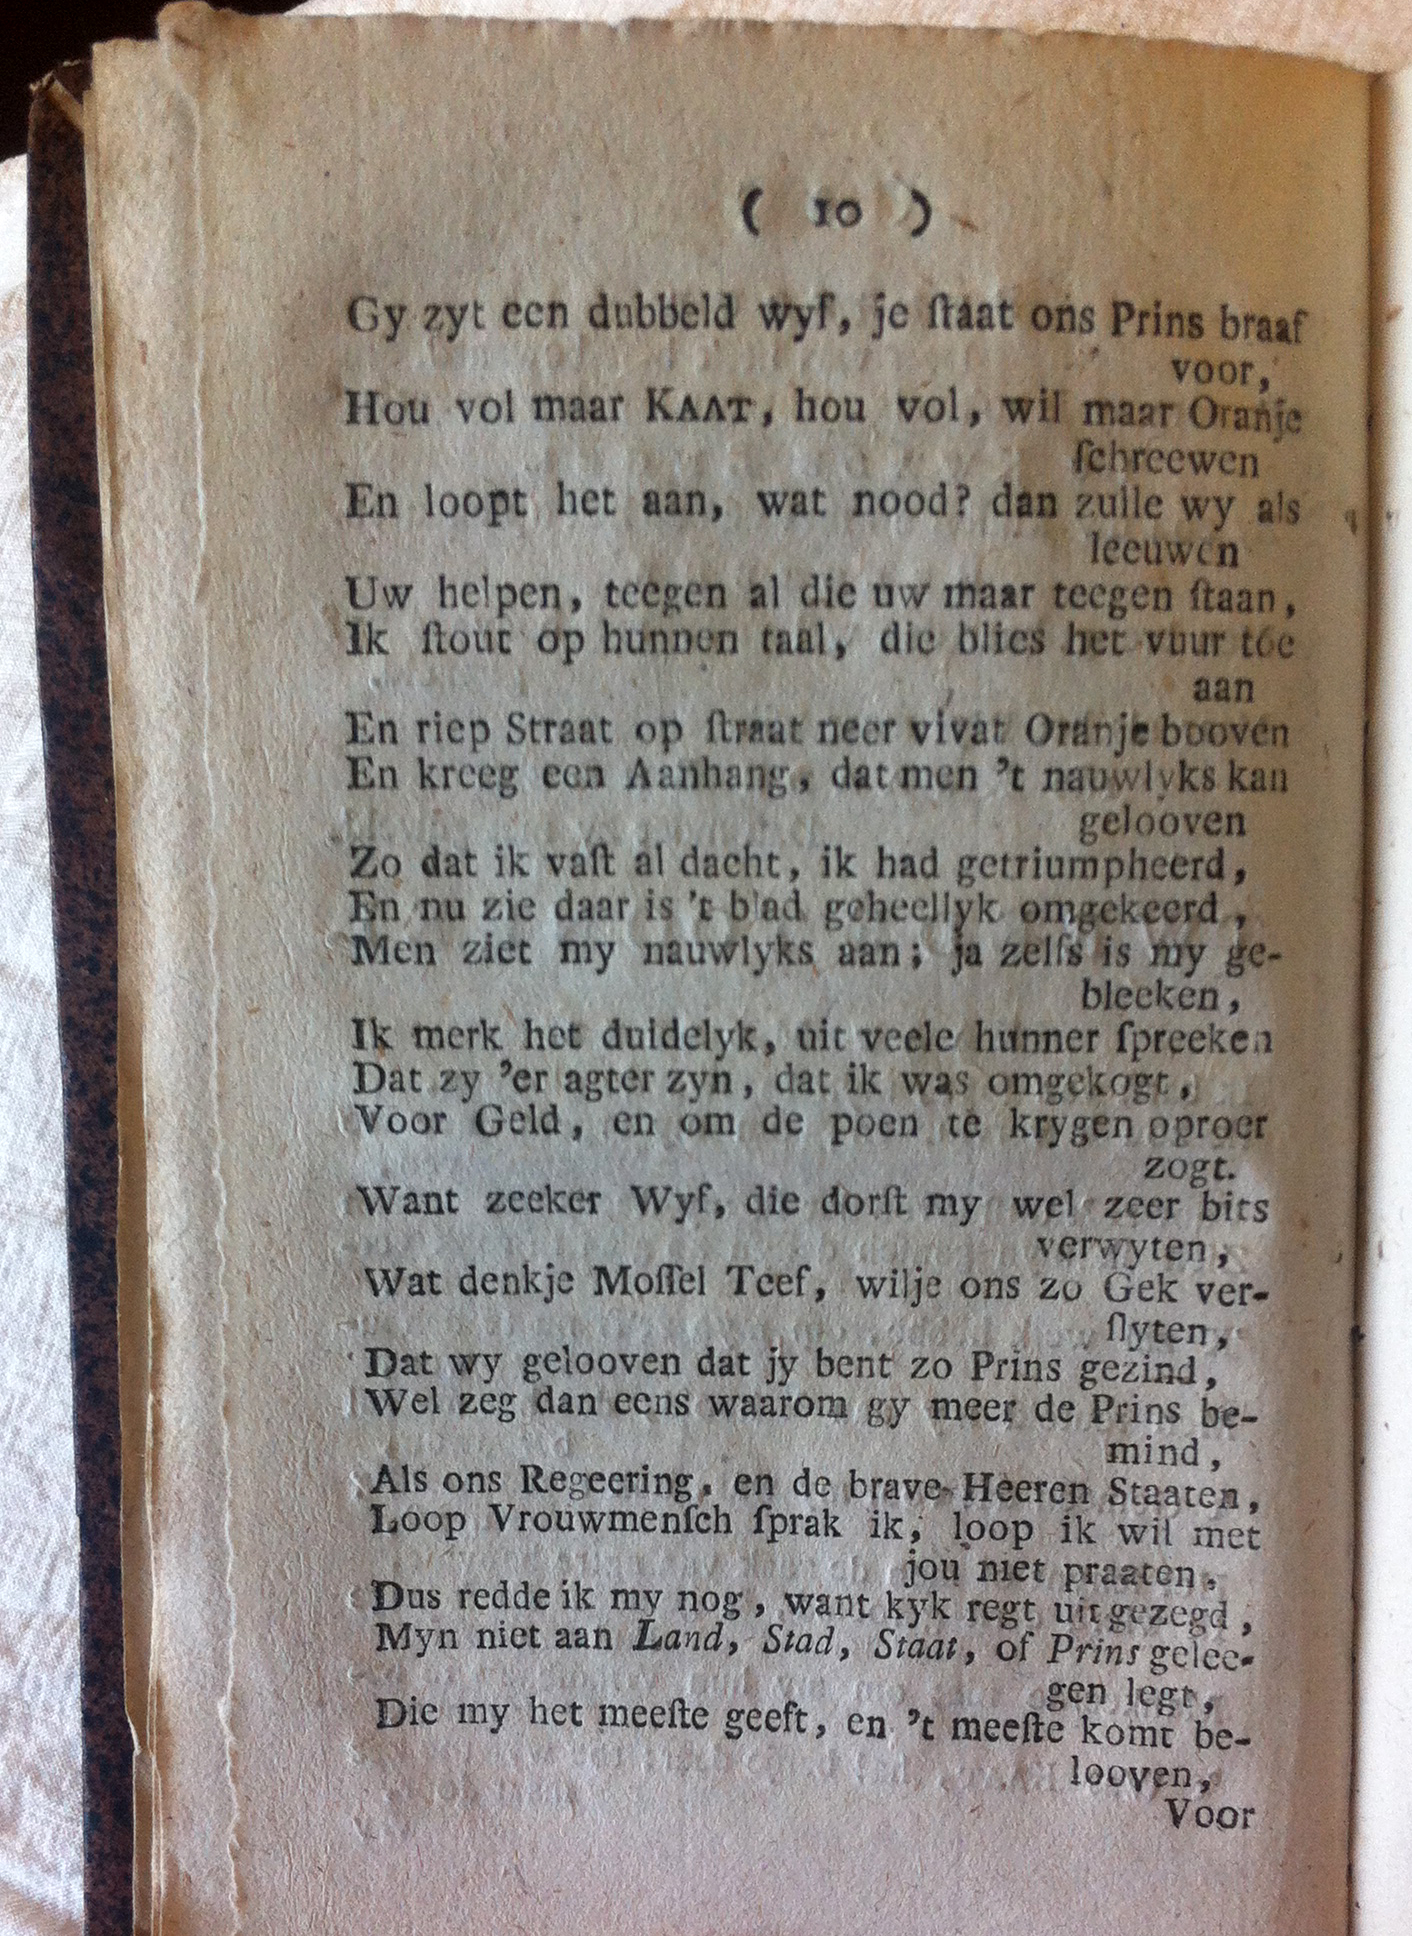 ( 10 )
Gy zyt een dubbeld wyf, je ſtaat ons Prins braaf
voor,
Hou vol maar KAAT, hou vol, wil maar Oranje
ſchreewen
En loopt het aan, wat nood? dan zulle wy als
leeuwen
Uw helpen, teegen al die uw maar teegen ſtaan,
Ik ſtout op hunnen taal, die blies het vuur toe
aan
En riep Straat op ſtraat neer vivat Oranje booven
En kreeg een Aanhang, dat men 't nauwlyks kan
gelooven
Zo dat ik vaſt al dacht, ik had getriumpheerd,
En nu zie daar is 't blad geheellyk omgekeerd,
Men ziet my nauwlyks aan; ja zelfs is my ge-
bleeken,
Ik merk het duidelyk, uit veele hunner ſpreeken
Dat zy 'er agter zyn, dat ik was omgekogt,
Voor Geld, en om de poen te krygen oproer
zogt.
Want zeeker Wyf, die dorſt my wel zeer bits
verwyten,
Wat denkje Moſſel Teef, wilje ons zo Gek ver-
ſlyten,
Dat wy gelooven dat jy bent zo Prins gezind,
Wel zeg dan eens waarom gy meer de Prins be-
mind,
Als ons Regeering, en de brave Heeren Staaten,
Loop Vrouwmenſch ſprak ik, loop ik wil met
jou niet praaten.
Dus redde ik my nog, want kyk regt uit gezegd,
Myn niet aan Land, Stad, Staat, of Prins gelee-
gen legt,
Die my het meeſte geeft, en 't meeſte komt be-
looven,
Voor